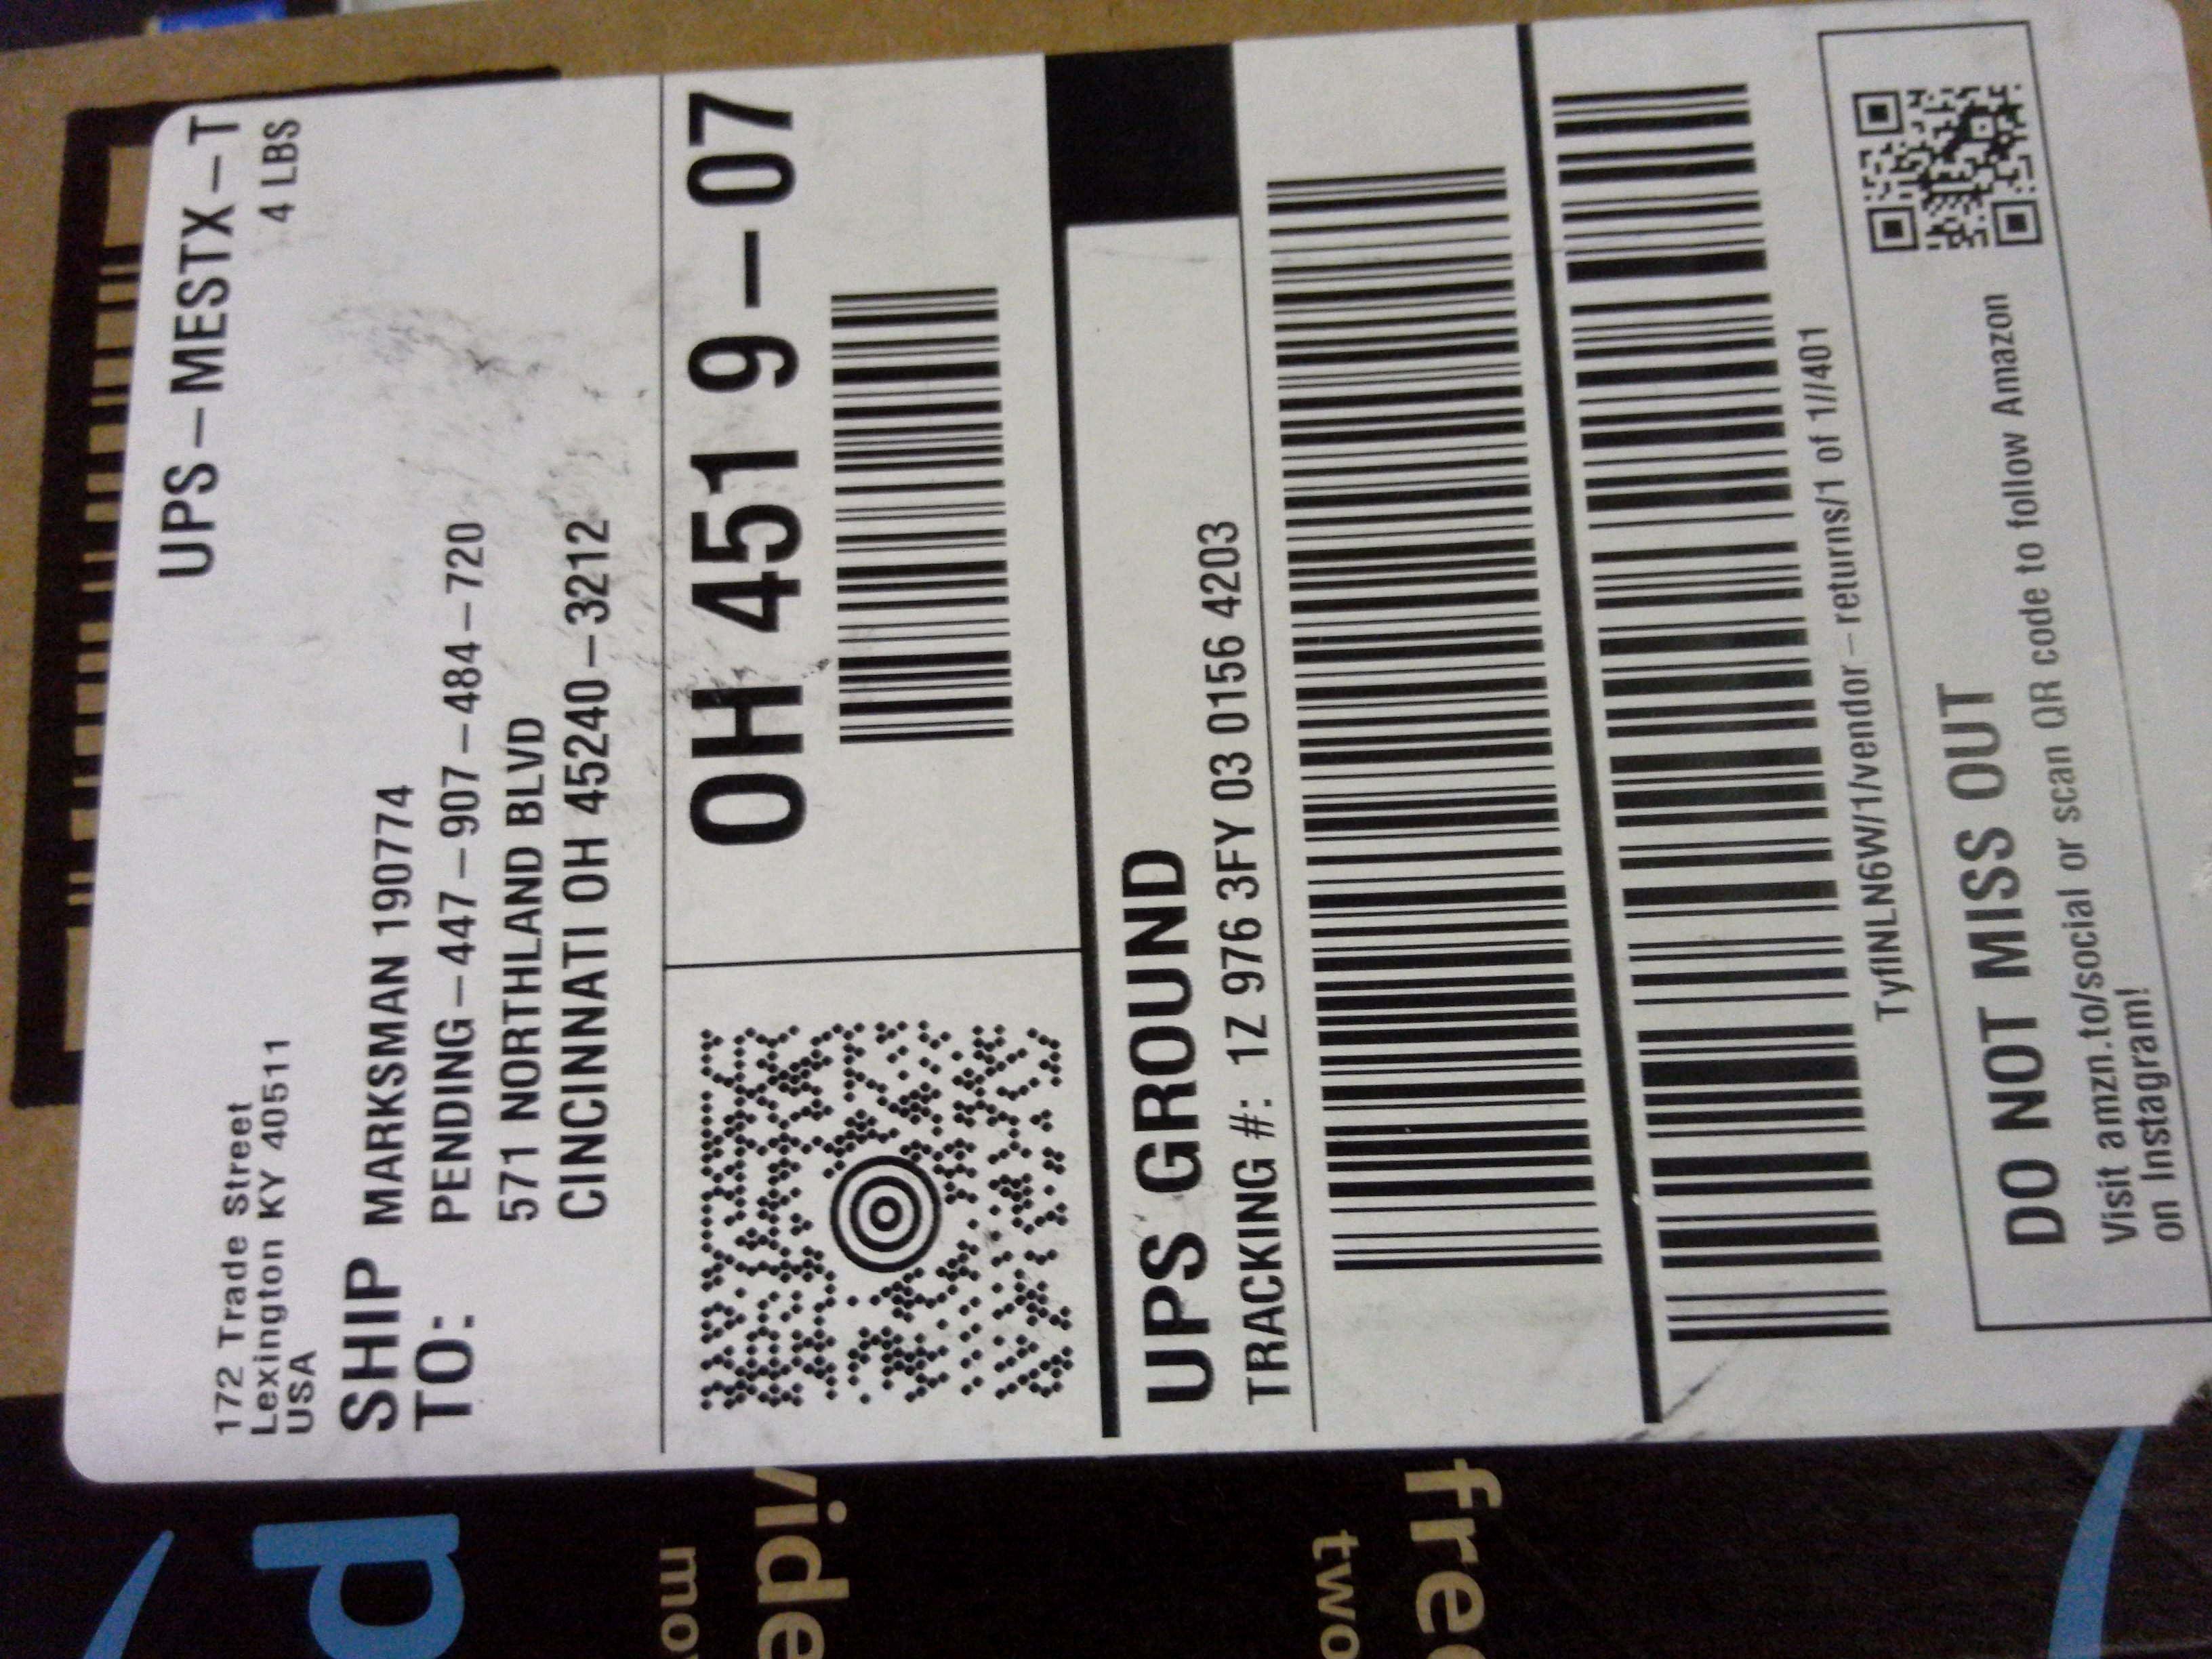 172 Trade Street
Lexington KY 40511
USA
UPS-MESTX-T
4 LBS
SHIP TO:
MARKSMAN 190774
PENDING-447-907-484-720
571 NORTHLAND BLVD
CINCINNATI OH 45240-3212
OH 451 9-07
UPS GROUND
TRACKING #: 1Z 976 3FY 03 0156 4203
TyflNLN6W/1/vendor-returns/1 of 1//401
DO NOT MISS OUT
Visit amzn.to/social or scan QR code to follow Amazon
on Instagram!
two
mo